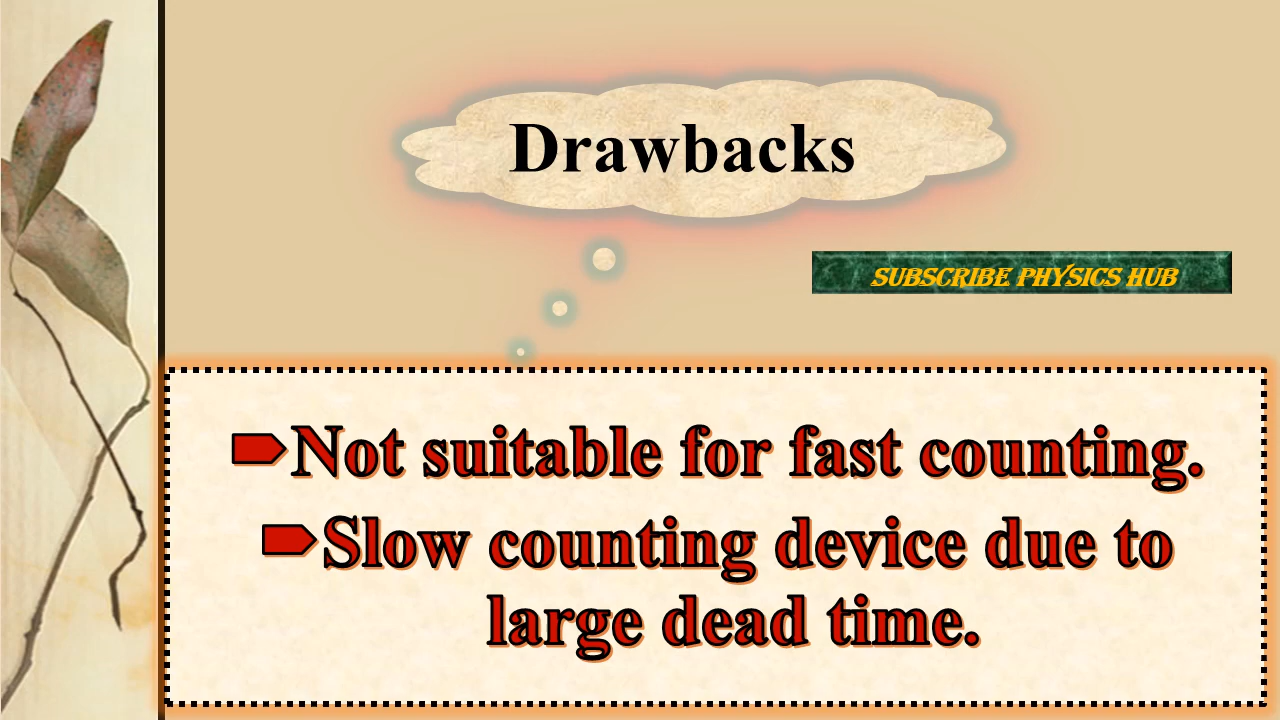 Drawbacks
SUBSCRIBE PHYSICS HUB
Not suitable for fast counting.
Slow counting device due to
large dead time.